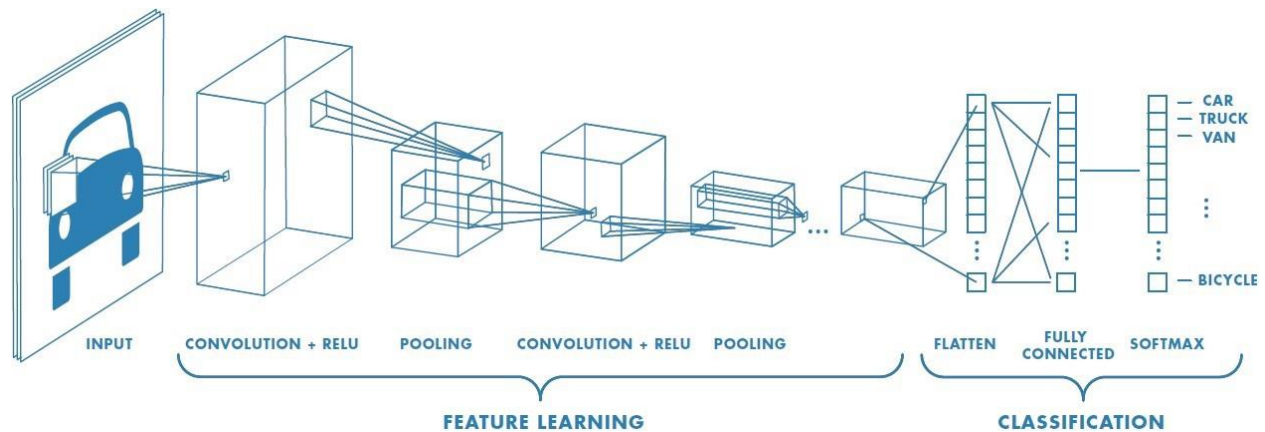 CAR
TRUCK
VAN
BICYCLE
INPUT
CONVOLUTION + RELU
POOLING
CONVOLUTION + RELU
POOLING
FLATTEN
FULLY
CONNECTED
SOFTMAX
FEATURE LEARNING
CLASSIFICATION